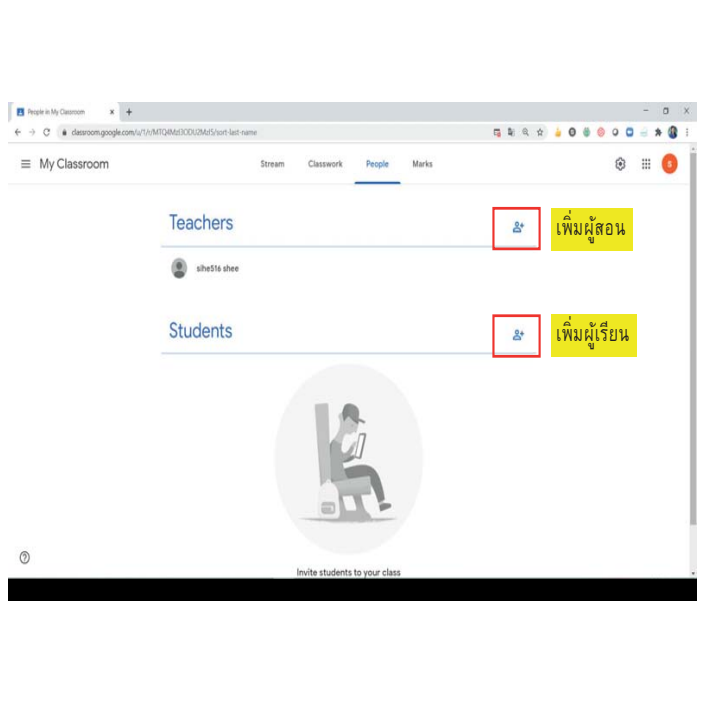 People in My Classroom
classroom.google.com/u/1/r/MTQ4MzI3ODU2MzI5/sort-last-name
My Classroom
Stream Classwork People Marks
S
Teachers
เพิ่มผู้สอน
sihe516 shee
Students
เพิ่มผู้เรียน
Invite students to your class